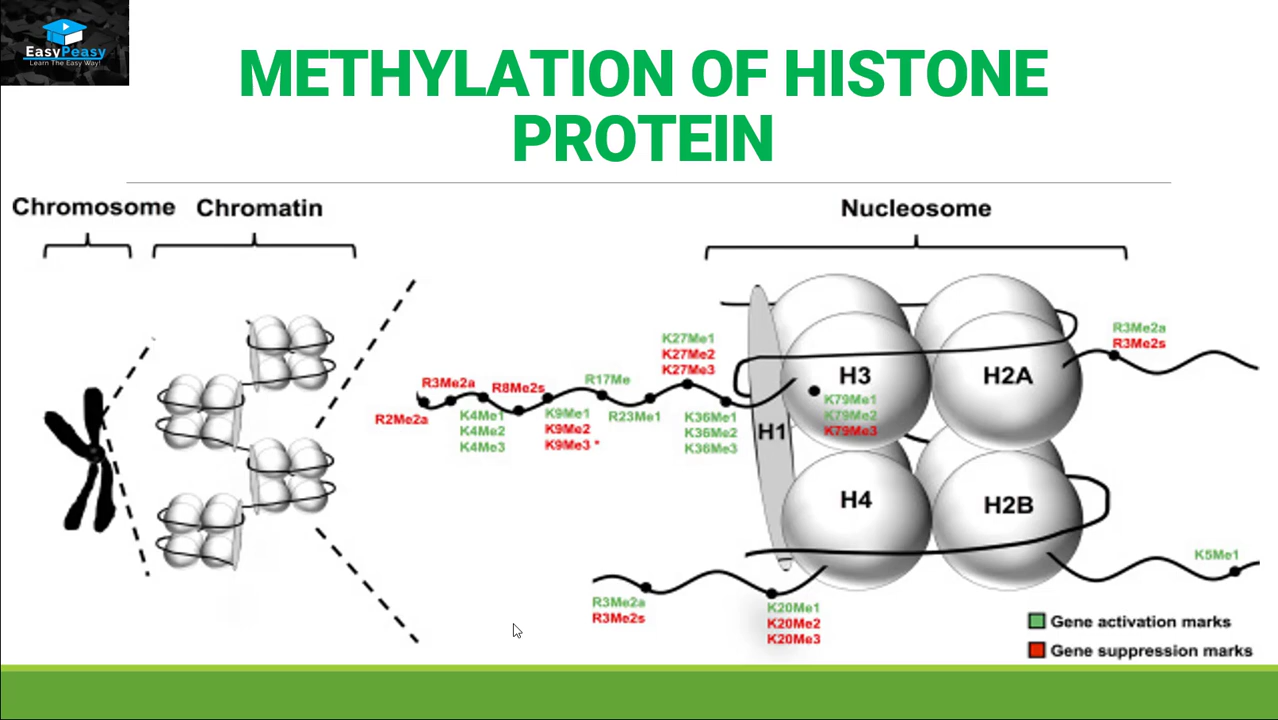 EasyPeasy
Learn The Easy Way!
METHYLATION OF HISTONE
PROTEIN
Chromosome
Chromatin
Nucleosome
R2Me2a
R3Me2a
K4Me1
K4Me2
K4Me3
R8Me2s
K9Me1
K9Me2
K9Me3 *
R17Me
R23Me1
K27Me1
K27Me2
K27Me3
K36Me1
K36Me2
K36Me3
H1
H3
K79Me1
K79Me2
K79Me3
H2A
R3Me2a
R3Me2s
H4
H2B
K5Me1
R3Me2a
R3Me2s
K20Me1
K20Me2
K20Me3
Gene activation marks
Gene suppression marks